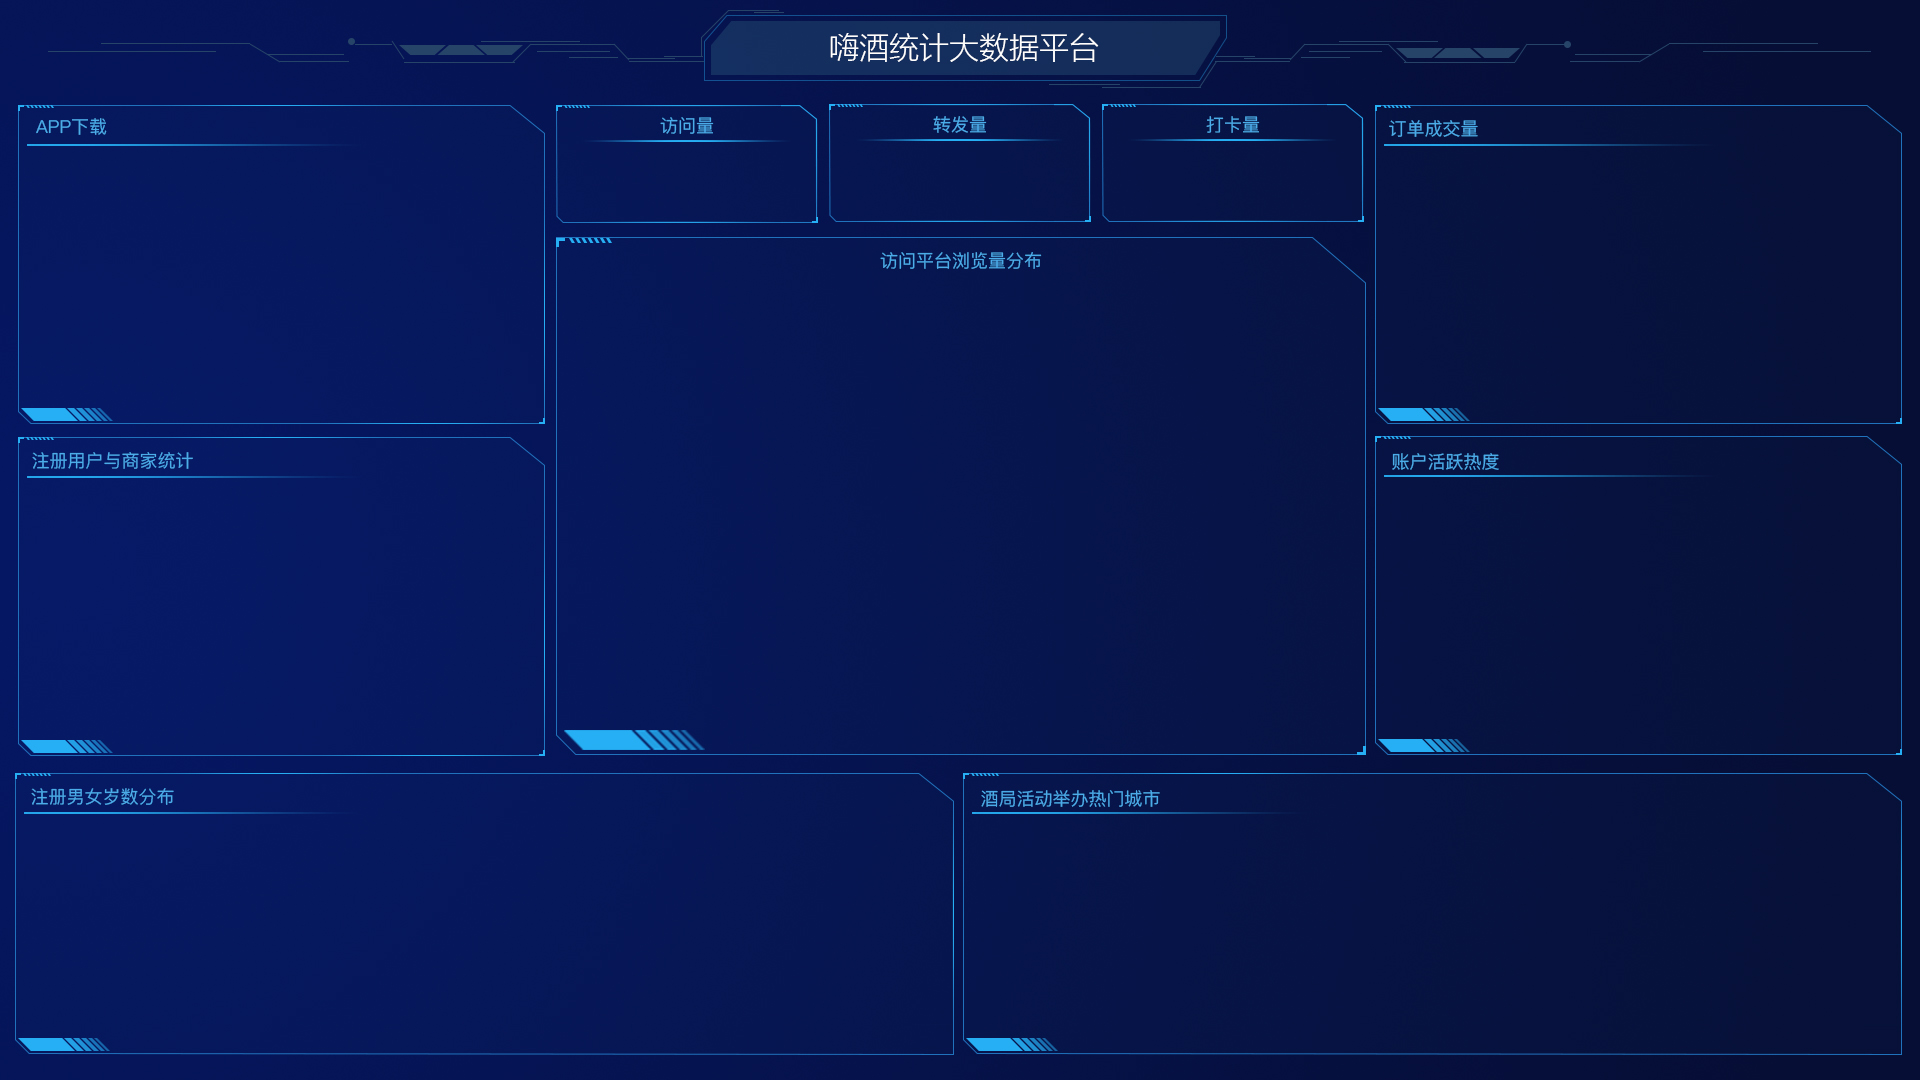 嗨酒统计大数据平台
APP下载
访问量
转发量
打卡量
订单成交量
访问平台浏览量分布
注册用户与商家统计
账户活跃热度
注册男女岁数分布
酒局活动举办热门城市